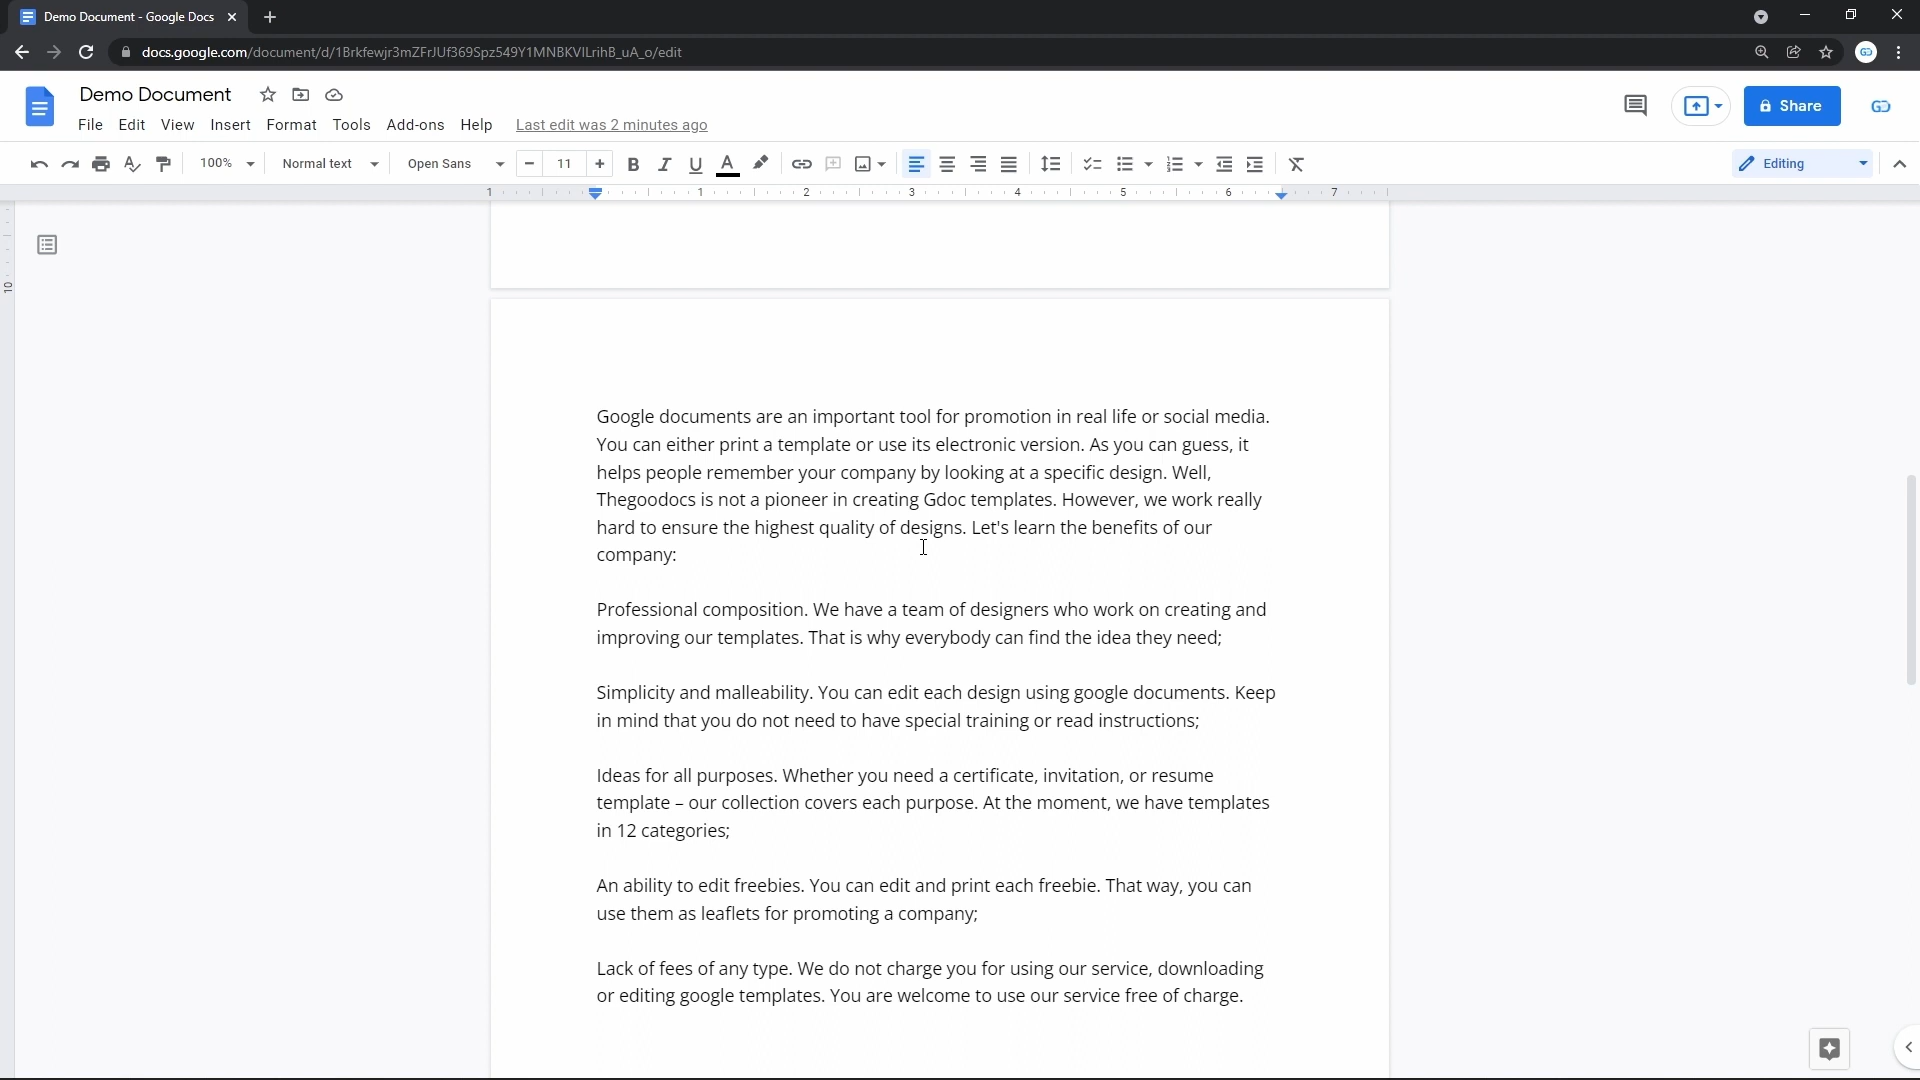 Demo Document - Google Docs
docs.google.com/document/d/1Brkfewjr3mZFrJUf369Spz549Y1MNBKVILrihB_uA_o/edit
Demo Document
File Edit View Insert Format Tools Add-ons Help Last edit was 2 minutes ago
Share
100% Normal text Open Sans 11 Editing
1 1 2 3 4 5 6 7
10
Google documents are an important tool for promotion in real life or social media.
You can either print a template or use its electronic version. As you can guess, it
helps people remember your company by looking at a specific design. Well,
Thegoodocs is not a pioneer in creating Gdoc templates. However, we work really
hard to ensure the highest quality of designs. Let's learn the benefits of our
company:
Professional composition. We have a team of designers who work on creating and
improving our templates. That is why everybody can find the idea they need;
Simplicity and malleability. You can edit each design using google documents. Keep
in mind that you do not need to have special training or read instructions;
Ideas for all purposes. Whether you need a certificate, invitation, or resume
template – our collection covers each purpose. At the moment, we have templates
in 12 categories;
An ability to edit freebies. You can edit and print each freebie. That way, you can
use them as leaflets for promoting a company;
Lack of fees of any type. We do not charge you for using our service, downloading
or editing google templates. You are welcome to use our service free of charge.